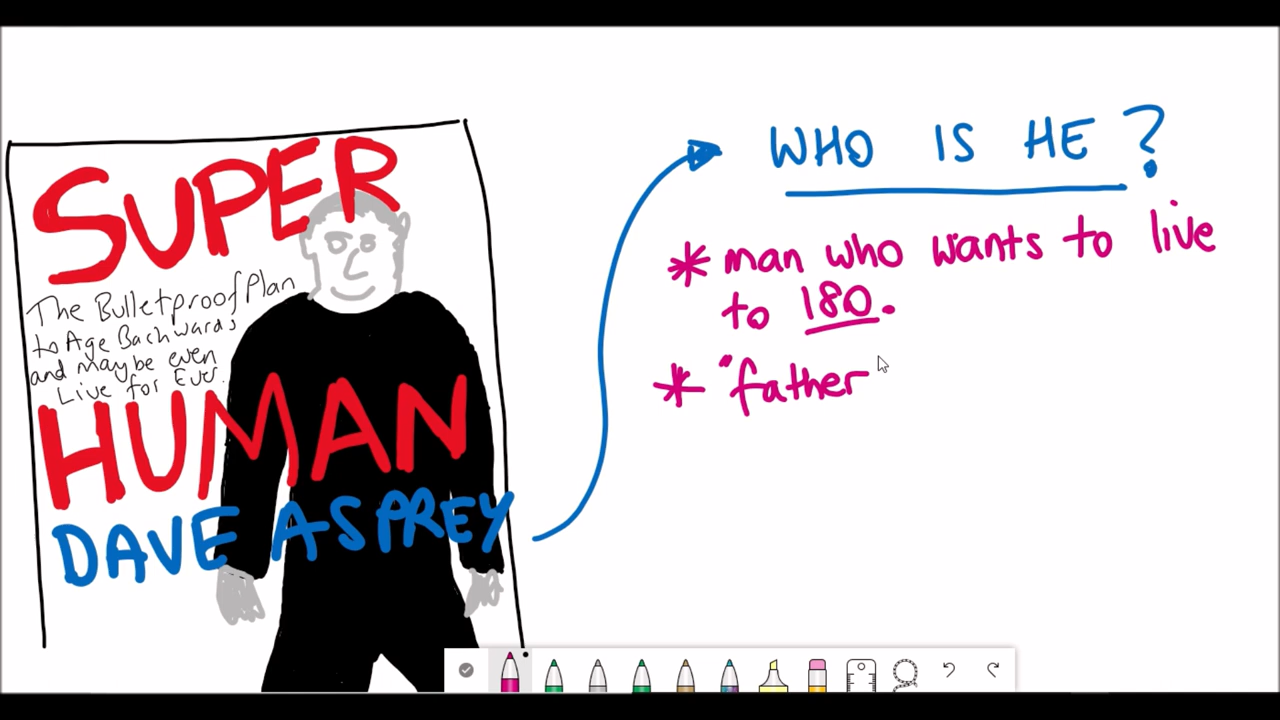 SUPER
The Bulletproof Plan
to Age Backwards
and maybe even
Live for Ever.
HUMAN
DAVE ASPREY
WHO IS HE?
* man who wants to live
to 180.
* "father